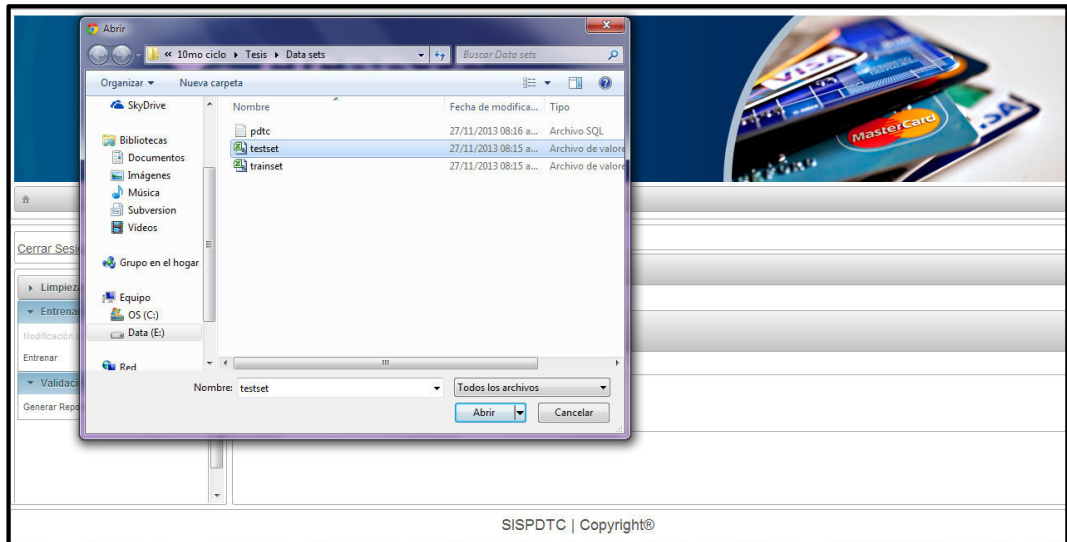 Abrir
« 10mo ciclo ▸ Tesis ▸ Data sets
Buscar Data sets
Organizar
Nueva carpeta
SkyDrive
Bibliotecas
Documentos
Imágenes
Música
Subversion
Vídeos
Grupo en el hogar
Equipo
OS (C:)
Data (E:)
Red
Nombre Fecha de modifica... Tipo
pdtc 27/11/2013 08:16 a... Archivo SQL
testset 27/11/2013 08:15 a... Archivo de valore
trainset 27/11/2013 08:15 a... Archivo de valore
Nombre: testset
Todos los archivos
Abrir
Cancelar
VISA
MasterCard
VISA
Cerrar Sesi
Limpiez
Entrena
Modificación
Entrenar
Validaci
Generar Repo
SISPDTC | Copyright®